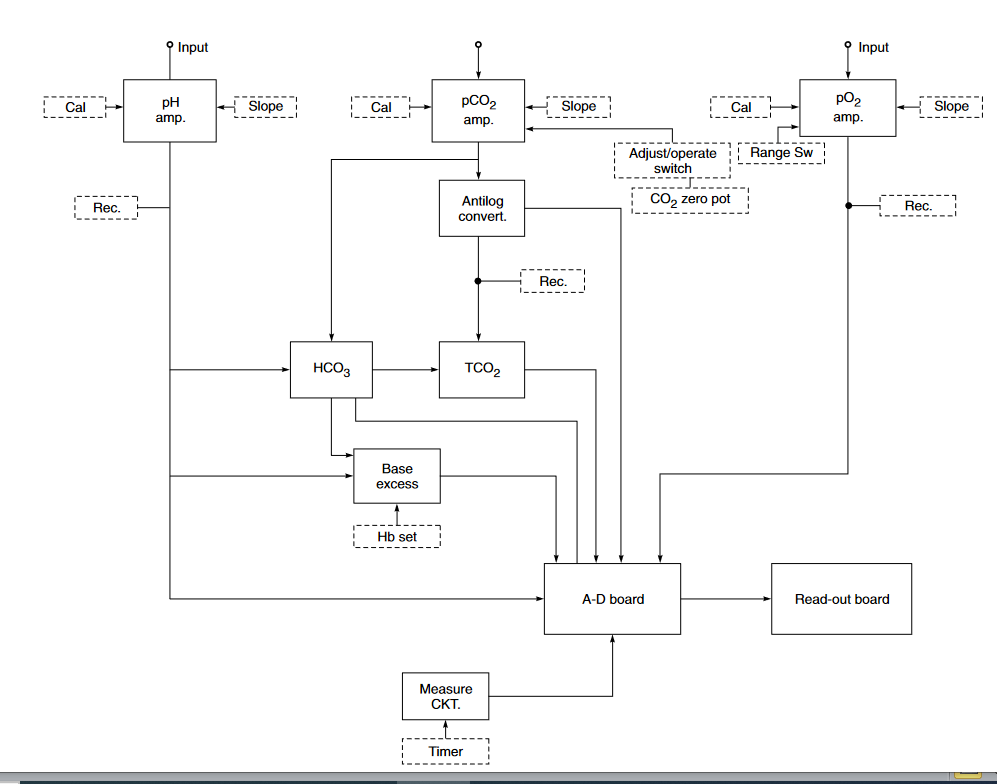 Input
Input
Cal
pH
amp.
Slope
Cal
pCO2
amp.
Slope
Cal
pO2
amp.
Slope
Adjust/operate
switch
Range Sw
CO2 zero pot
Rec.
Antilog
convert.
Rec.
Rec.
HCO3
TCO2
Base
excess
Hb set
A-D board
Read-out board
Measure
CKT.
Timer